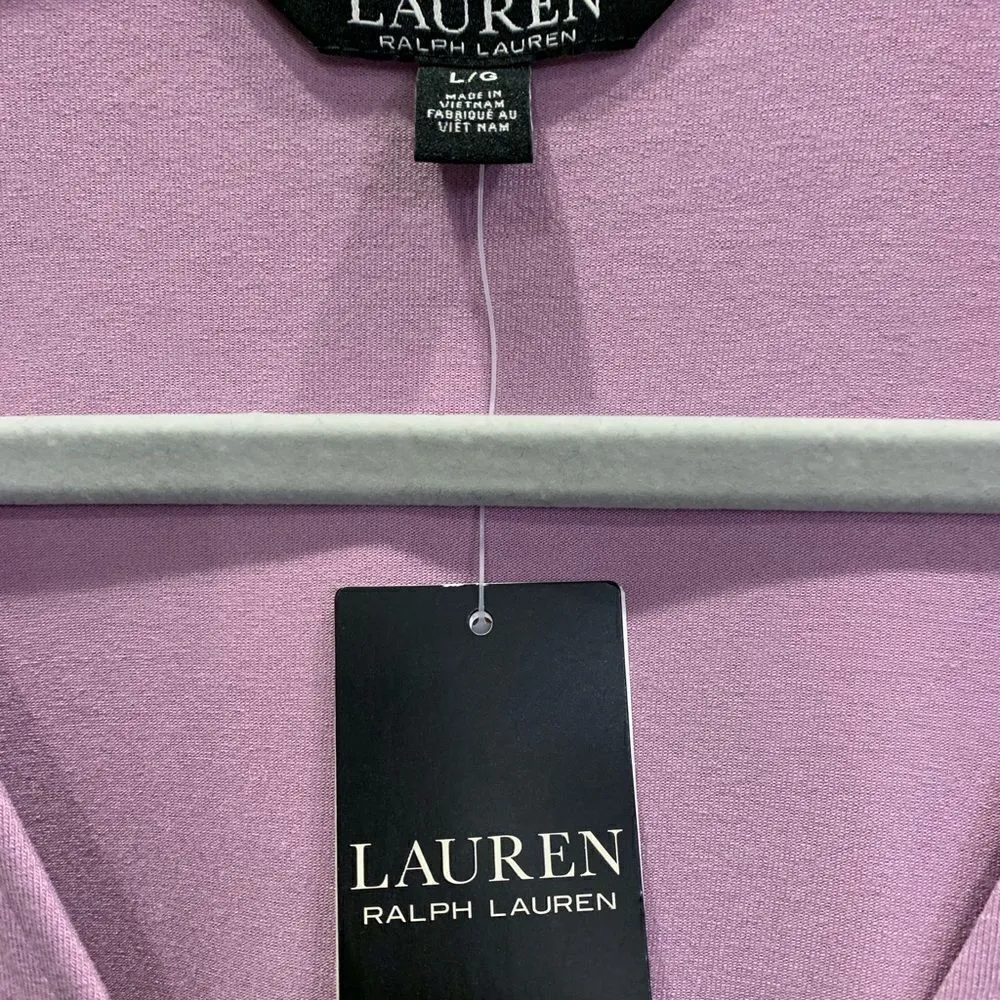 LAUREN
RALPH LAUREN
L/G
MADE IN
VIETNAM
FABRIQUÉ AU
VIÊT NAM
LAUREN
RALPH LAUREN